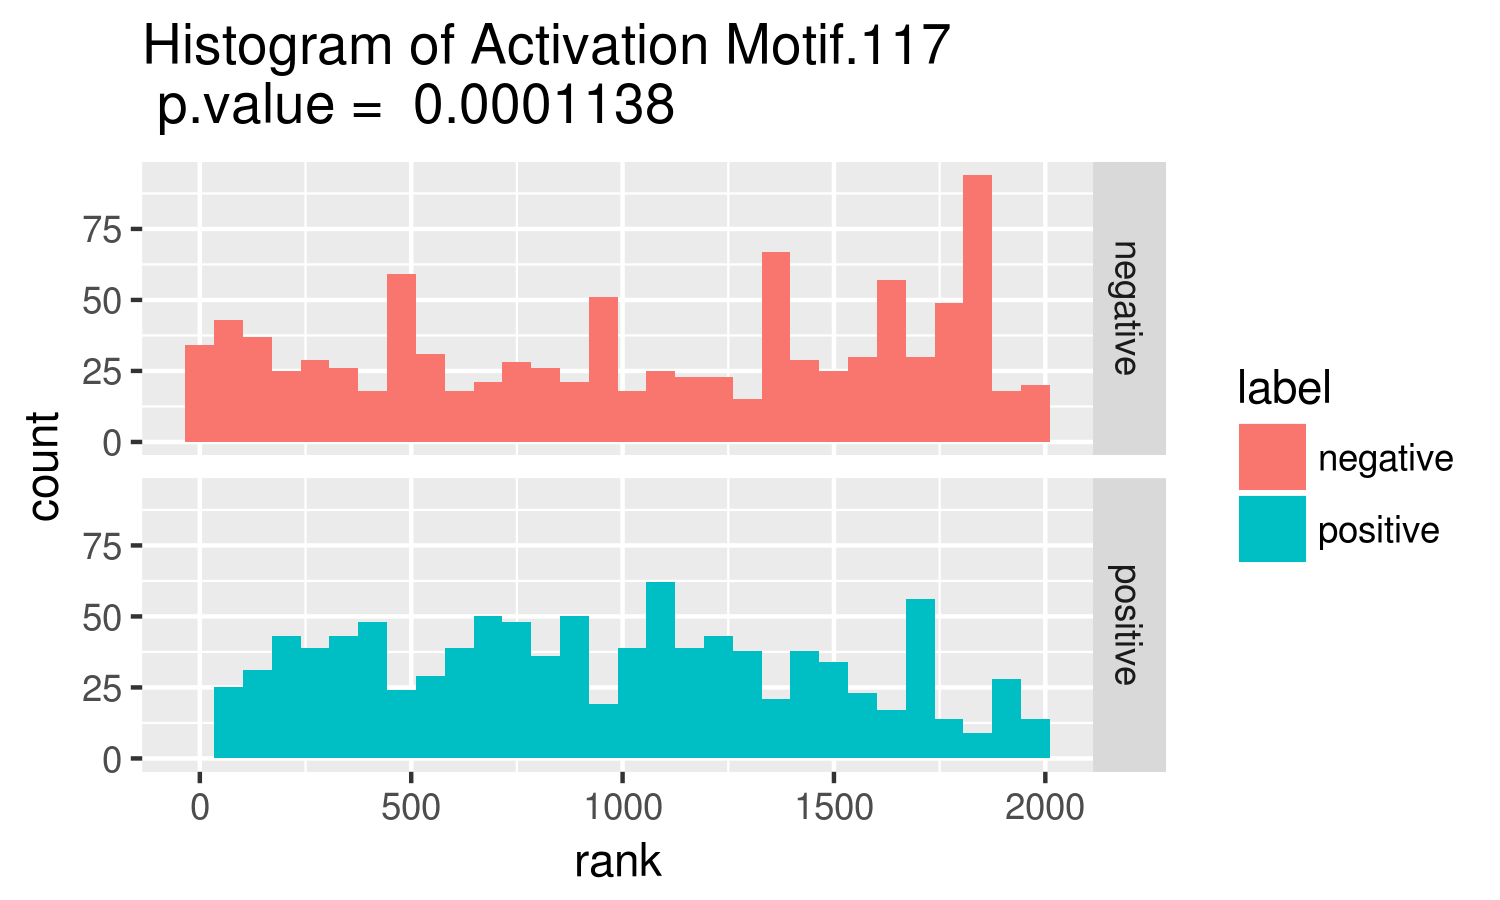 Histogram of Activation Motif.117
p.value =  0.0001138
75
50
25
0
negative
75
50
25
0
positive
count
0 500 1000 1500 2000
rank
label
negative
positive